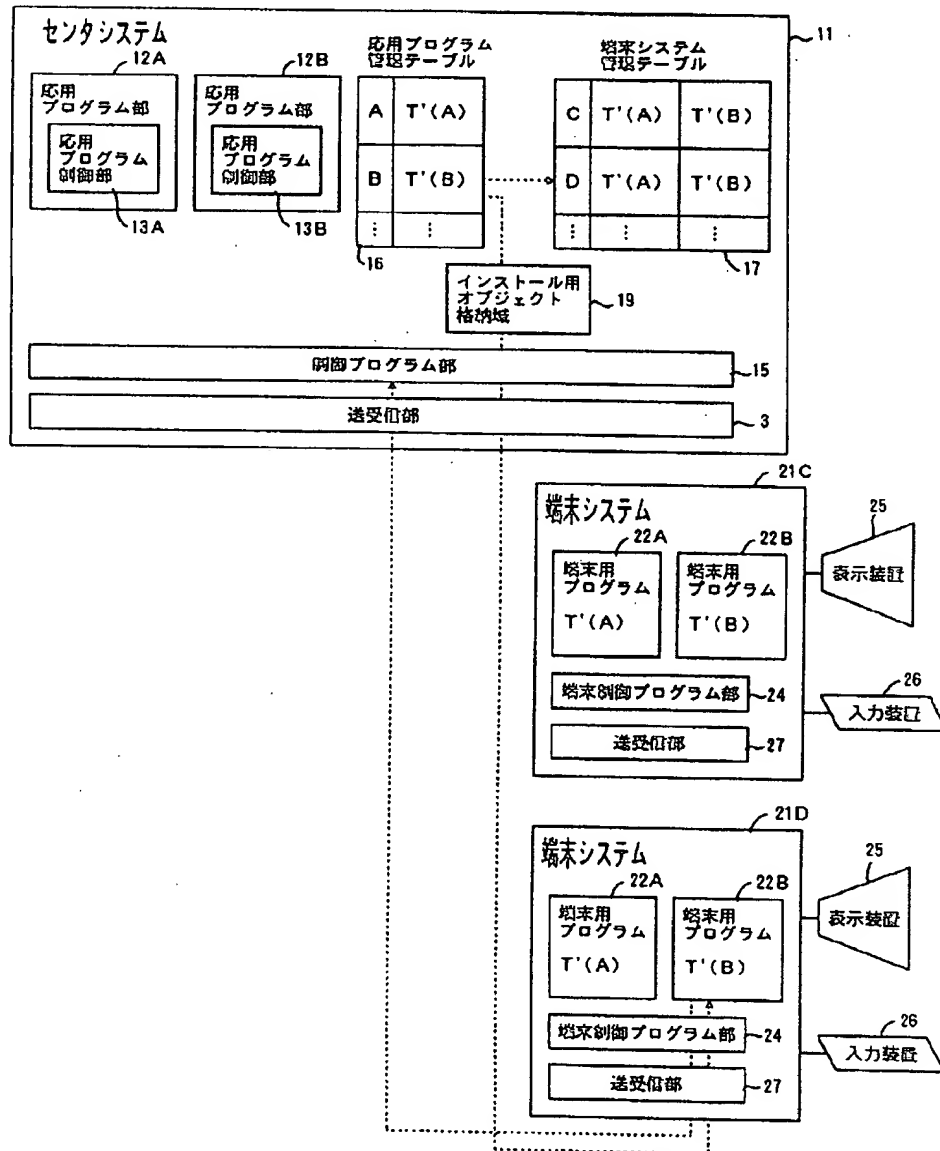 センタシステム
11
12A
応用
プログラム部
応用
プログラム
制御部
13A
12B
応用
プログラム部
応用
プログラム
制御部
13B
応用プログラム
管理テーブル
A T'(A)
B T'(B)
⋮ ⋮
16
端末システム
管理テーブル
C T'(A) T'(B)
D T'(A) T'(B)
⋮ ⋮ ⋮
17
インストール用
オブジェクト
格納域
19
制御プログラム部
15
送受信部
3
21C
端末システム
22A
端末用
プログラム
T'(A)
22B
端末用
プログラム
T'(B)
端末制御プログラム部
24
送受信部
27
25
表示装置
26
入力装置
21D
端末システム
22A
端末用
プログラム
T'(A)
22B
端末用
プログラム
T'(B)
端末制御プログラム部
24
送受信部
27
25
表示装置
26
入力装置